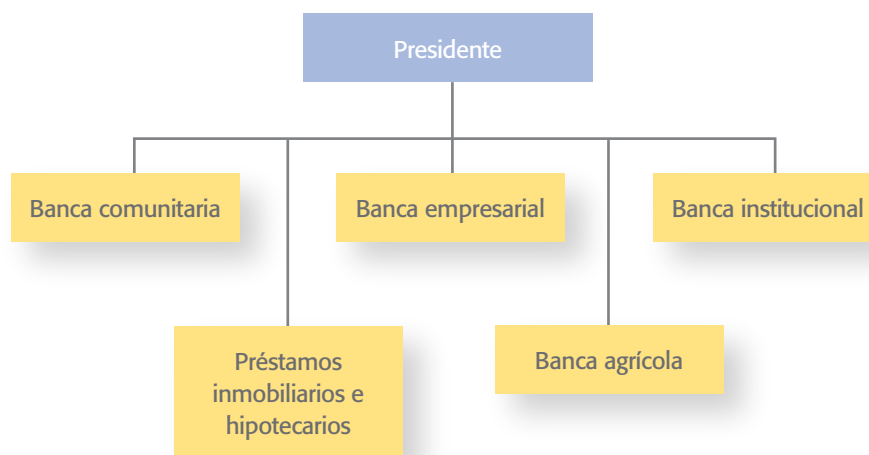 Presidente
Banca comunitaria
Banca empresarial
Banca institucional
Préstamos
inmobiliarios e
hipotecarios
Banca agrícola